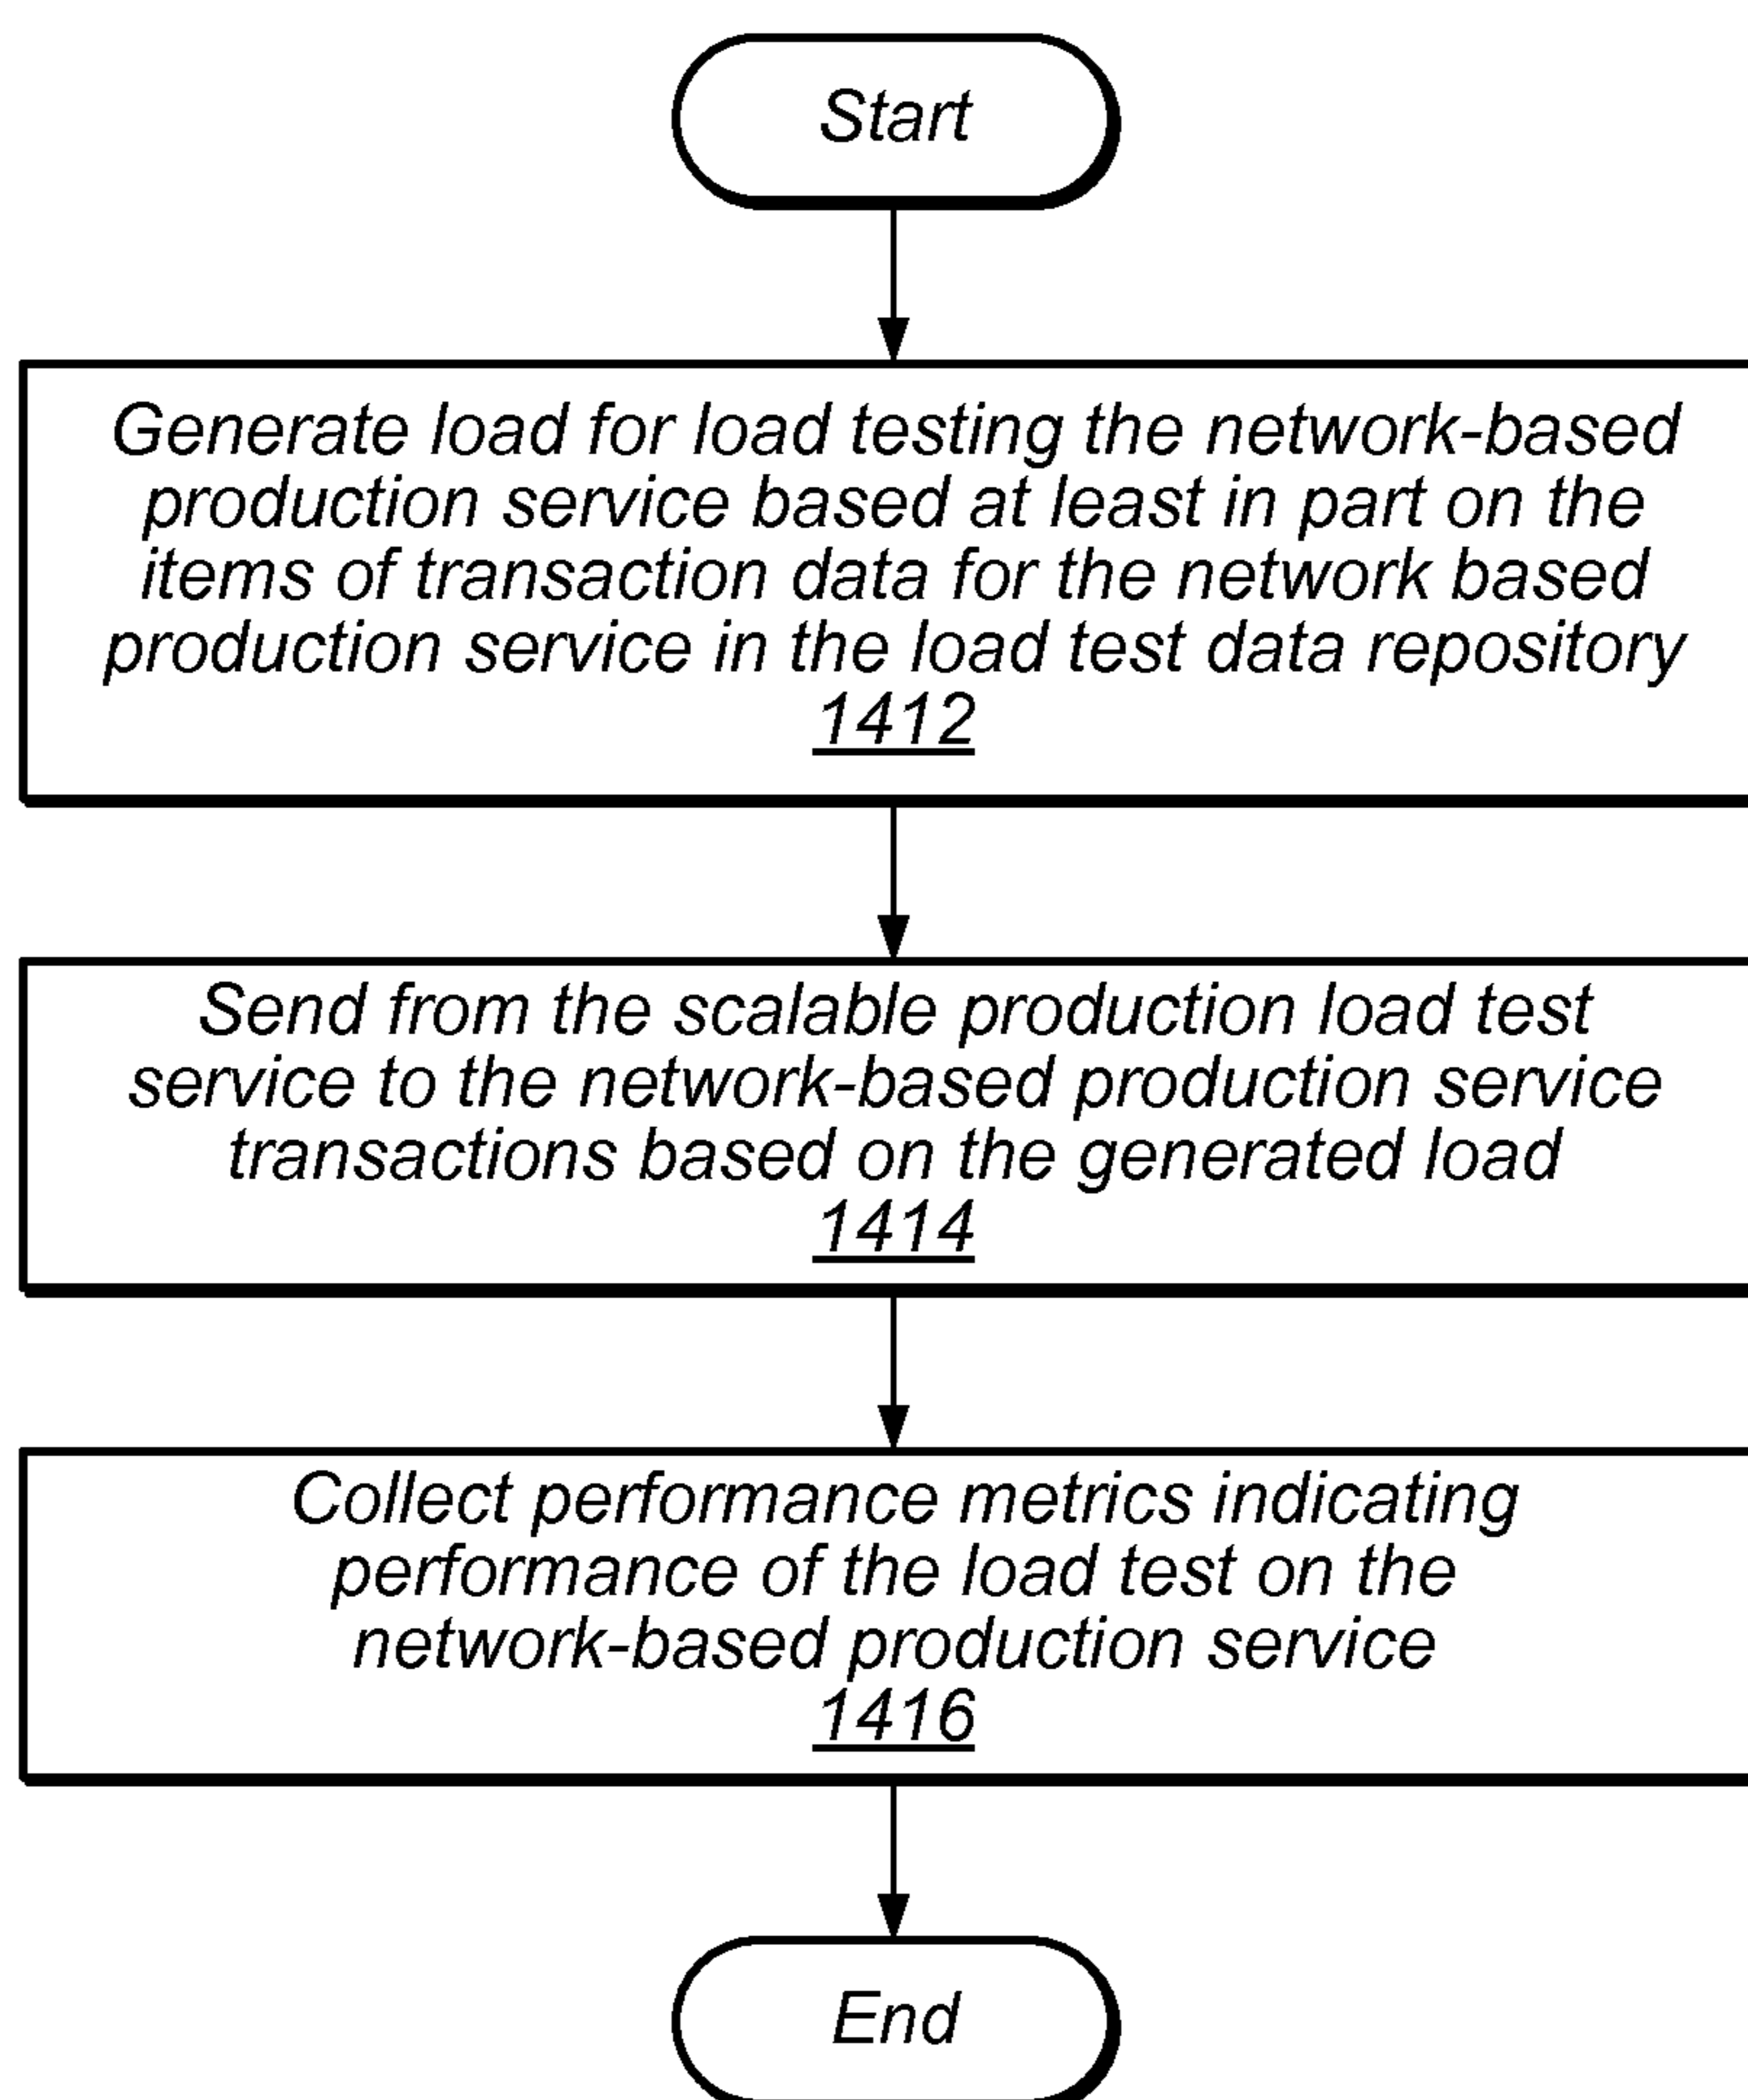 Start
Generate load for load testing the network-based
production service based at least in part on the
items of transaction data for the network based
production service in the load test data repository
1412
Send from the scalable production load test
service to the network-based production service
transactions based on the generated load
1414
Collect performance metrics indicating
performance of the load test on the
network-based production service
1416
End